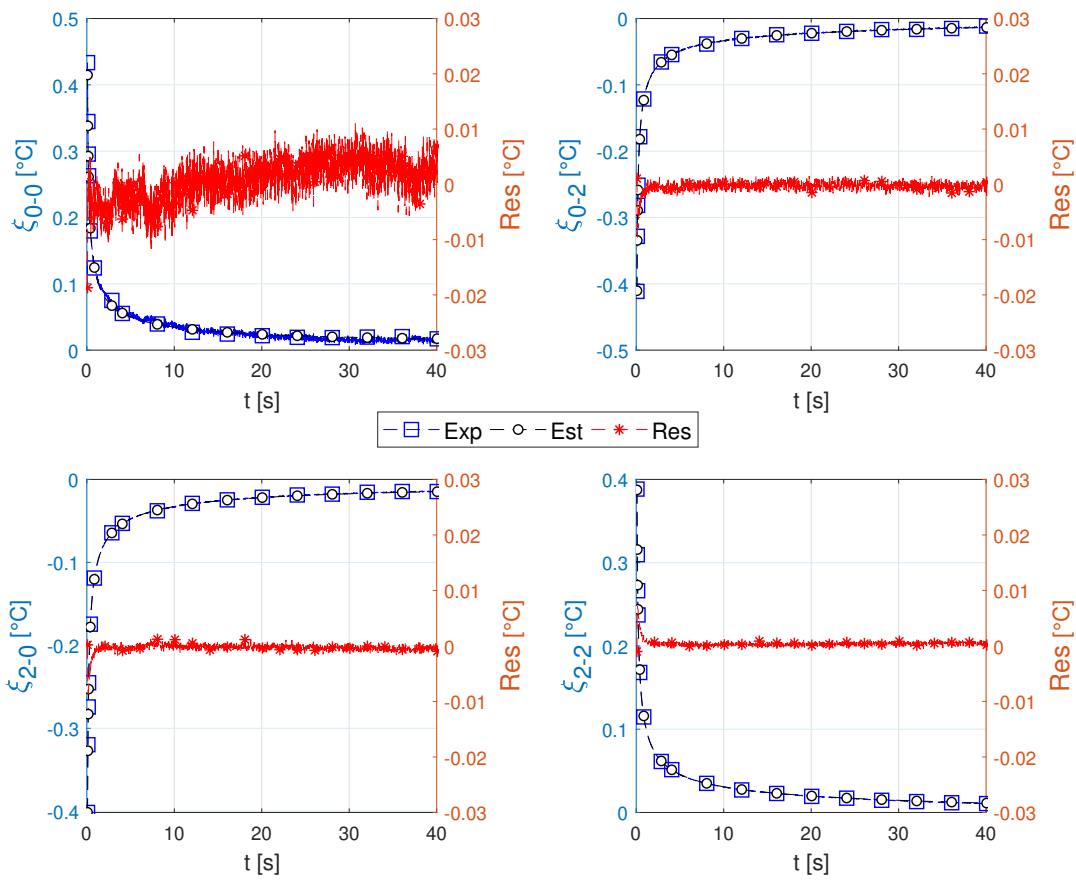 0.5
0.4
0.3
0.2
0.1
0
ξ0-0 [°C]
0.03
0.02
0.01
0
-0.01
-0.02
-0.03
Res [°C]
0 10 20 30 40
t [s]
0
-0.1
-0.2
-0.3
-0.4
-0.5
ξ0-2 [°C]
0.03
0.02
0.01
0
-0.01
-0.02
-0.03
Res [°C]
0 10 20 30 40
t [s]
Exp Est Res
0
-0.1
-0.2
-0.3
-0.4
ξ2-0 [°C]
0.03
0.02
0.01
0
-0.01
-0.02
-0.03
Res [°C]
0 10 20 30 40
t [s]
0.4
0.3
0.2
0.1
0
ξ2-2 [°C]
0.03
0.02
0.01
0
-0.01
-0.02
-0.03
Res [°C]
0 10 20 30 40
t [s]